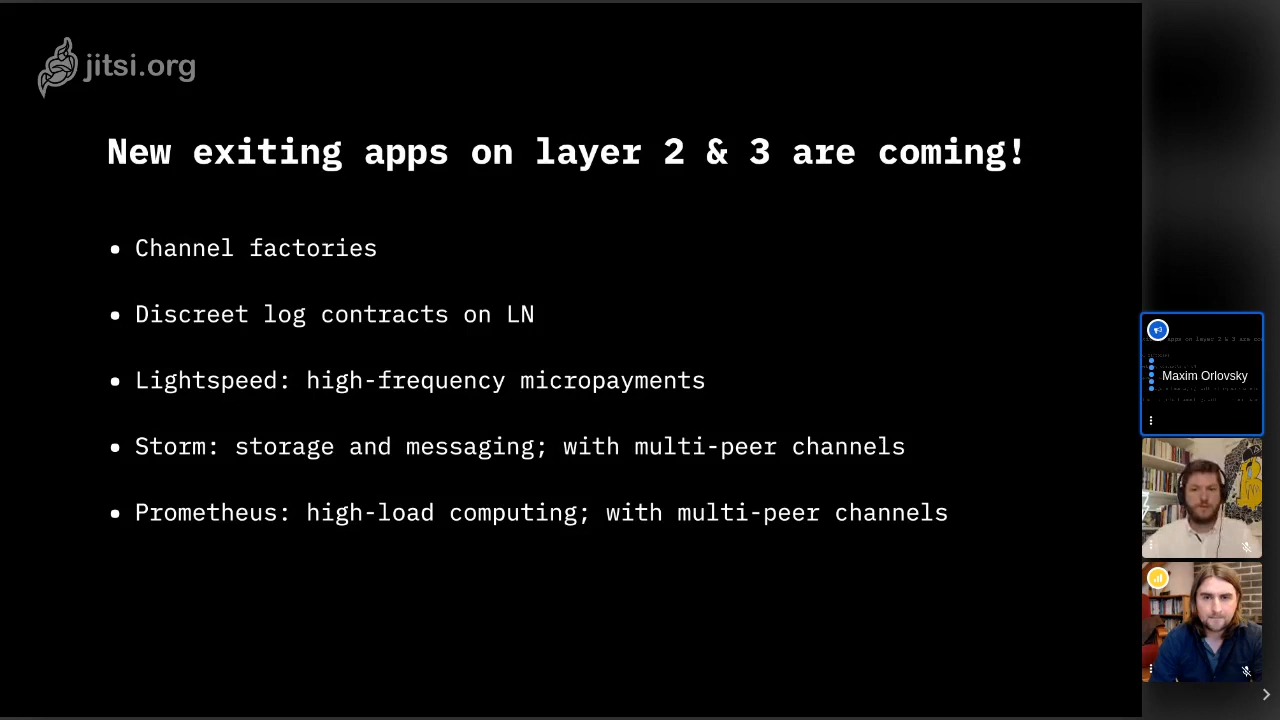 jitsi.org
New exiting apps on layer 2 & 3 are coming!
• Channel factories
• Discreet log contracts on LN
• Lightspeed: high-frequency micropayments
• Storm: storage and messaging; with multi-peer channels
• Prometheus: high-load computing; with multi-peer channels
Maxim Orlovsky